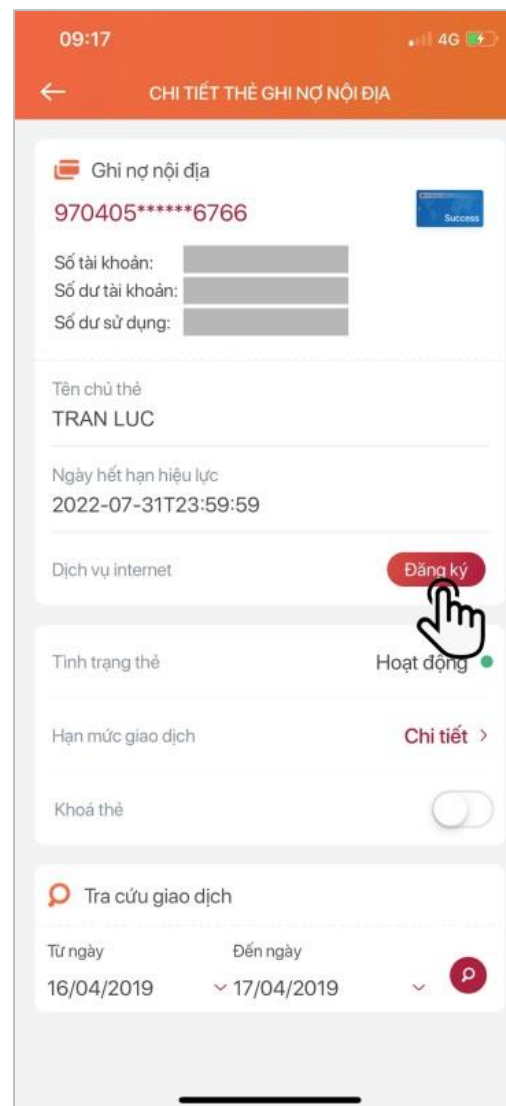 09:17
4G
CHI TIẾT THẺ GHI NỢ NỘI ĐỊA
Ghi nợ nội địa
970405******6766
Success
Số tài khoản:
Số dư tài khoản:
Số dư sử dụng:
Tên chủ thẻ
TRAN LUC
Ngày hết hạn hiệu lực
2022-07-31T23:59:59
Dịch vụ internet
Đăng ký
Tình trạng thẻ
Hoạt động
Hạn mức giao dịch
Chi tiết >
Khoá thẻ
Tra cứu giao dịch
Từ ngày Đến ngày
16/04/2019 17/04/2019